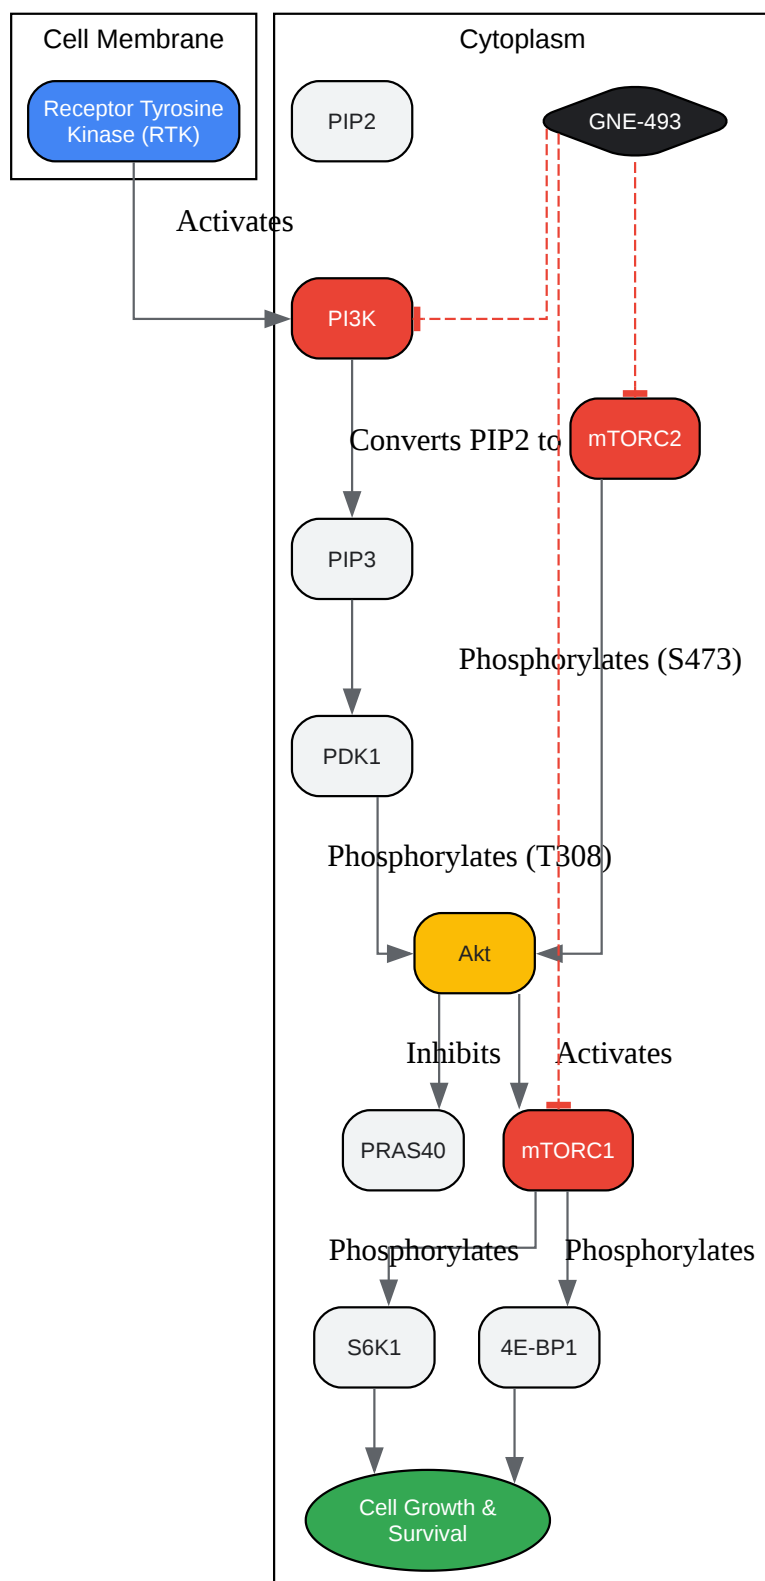 Cell Membrane
Cytoplasm
Receptor Tyrosine
Kinase (RTK)
PIP2
GNE-493
Activates
PI3K
Converts PIP2 to
mTORC2
PIP3
Phosphorylates (S473)
PDK1
Phosphorylates (T308)
Akt
Inhibits
Activates
PRAS40
mTORC1
Phosphorylates
Phosphorylates
S6K1
4E-BP1
Cell Growth &
Survival